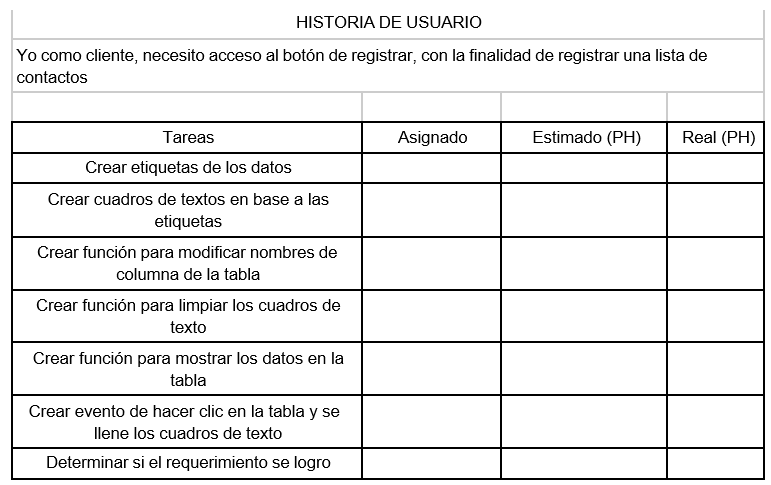 HISTORIA DE USUARIO
Yo como cliente, necesito acceso al botón de registrar, con la finalidad de registrar una lista de
contactos
Tareas Asignado Estimado (PH) Real (PH)
Crear etiquetas de los datos
Crear cuadros de textos en base a las
etiquetas
Crear función para modificar nombres de
columna de la tabla
Crear función para limpiar los cuadros de
texto
Crear función para mostrar los datos en la
tabla
Crear evento de hacer clic en la tabla y se
llene los cuadros de texto
Determinar si el requerimiento se logro